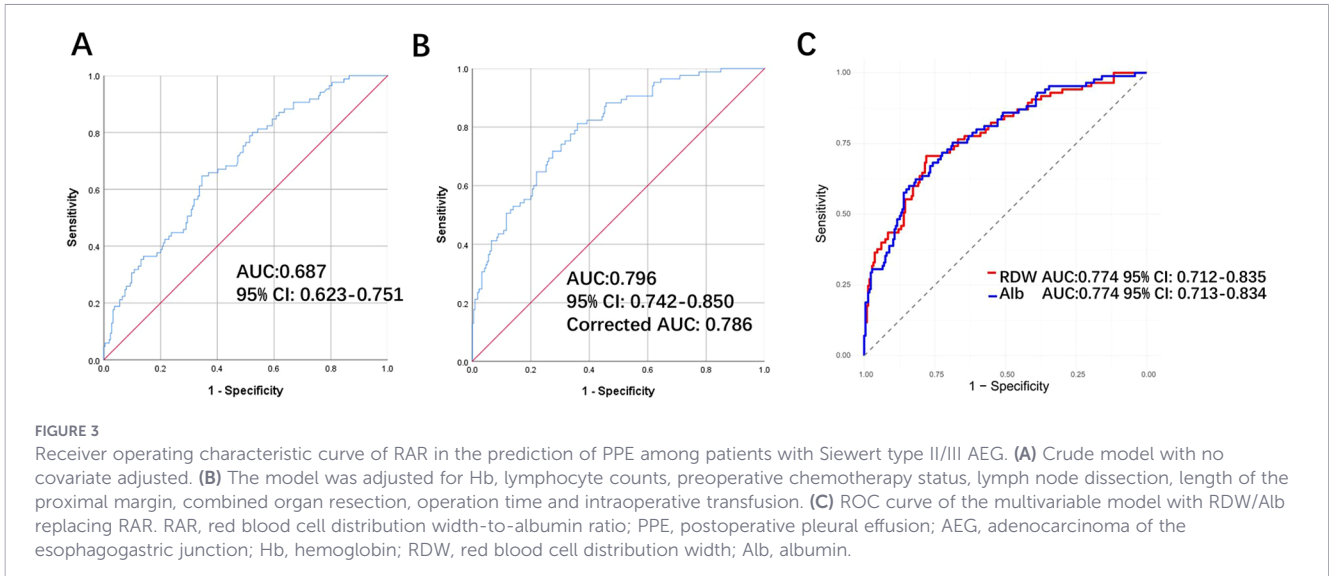 A
B
C
1.0
0.8
0.6
0.4
0.2
0.0
Sensitivity
0.0 0.2 0.4 0.6 0.8 1.0
1 - Specificity
AUC:0.687
95% CI: 0.623-0.751
1.0
0.8
0.6
0.4
0.2
0.0
Sensitivity
0.0 0.2 0.4 0.6 0.8 1.0
1 - Specificity
AUC:0.796
95% CI: 0.742-0.850
Corrected AUC: 0.786
1.00
0.75
0.50
0.25
0.00
Sensitivity
1.00 0.75 0.50 0.25 0.00
1 − Specificity
RDW AUC:0.774 95% CI: 0.712-0.835
Alb AUC:0.774 95% CI: 0.713-0.834
FIGURE 3
Receiver operating characteristic curve of RAR in the prediction of PPE among patients with Siewert type II/III AEG. (A) Crude model with no
covariate adjusted. (B) The model was adjusted for Hb, lymphocyte counts, preoperative chemotherapy status, lymph node dissection, length of the
proximal margin, combined organ resection, operation time and intraoperative transfusion. (C) ROC curve of the multivariable model with RDW/Alb
replacing RAR. RAR, red blood cell distribution width-to-albumin ratio; PPE, postoperative pleural effusion; AEG, adenocarcinoma of the
esophagogastric junction; Hb, hemoglobin; RDW, red blood cell distribution width; Alb, albumin.